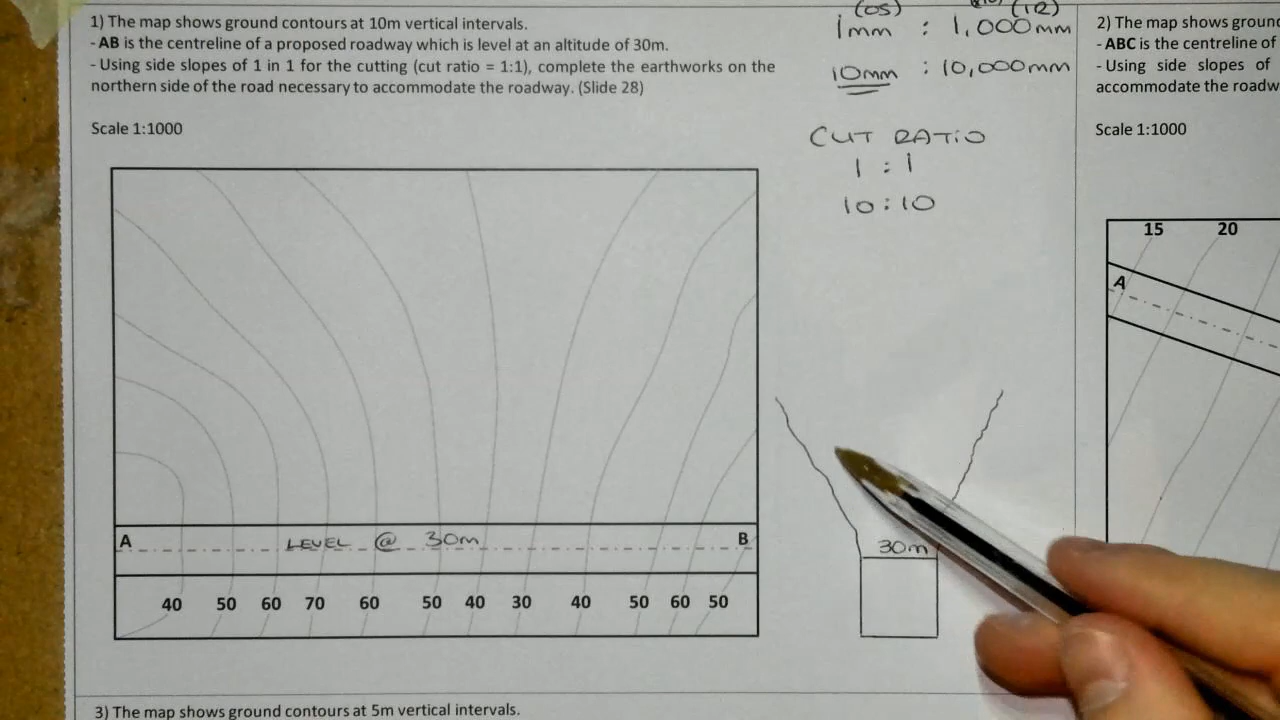 1) The map shows ground contours at 10m vertical intervals.
- AB is the centreline of a proposed roadway which is level at an altitude of 30m.
- Using side slopes of 1 in 1 for the cutting (cut ratio = 1:1), complete the earthworks on the
northern side of the road necessary to accommodate the roadway. (Slide 28)
Scale 1:1000
A LEVEL @ 30m B
40 50 60 70 60 50 40 30 40 50 60 50
1mm : 1,000mm
10mm : 10,000mm
CUT RATIO
1 : 1
10 : 10
30m
2) The map shows ground
- ABC is the centreline of
- Using side slopes of
accommodate the roadw
Scale 1:1000
15 20
A
3) The map shows ground contours at 5m vertical intervals.